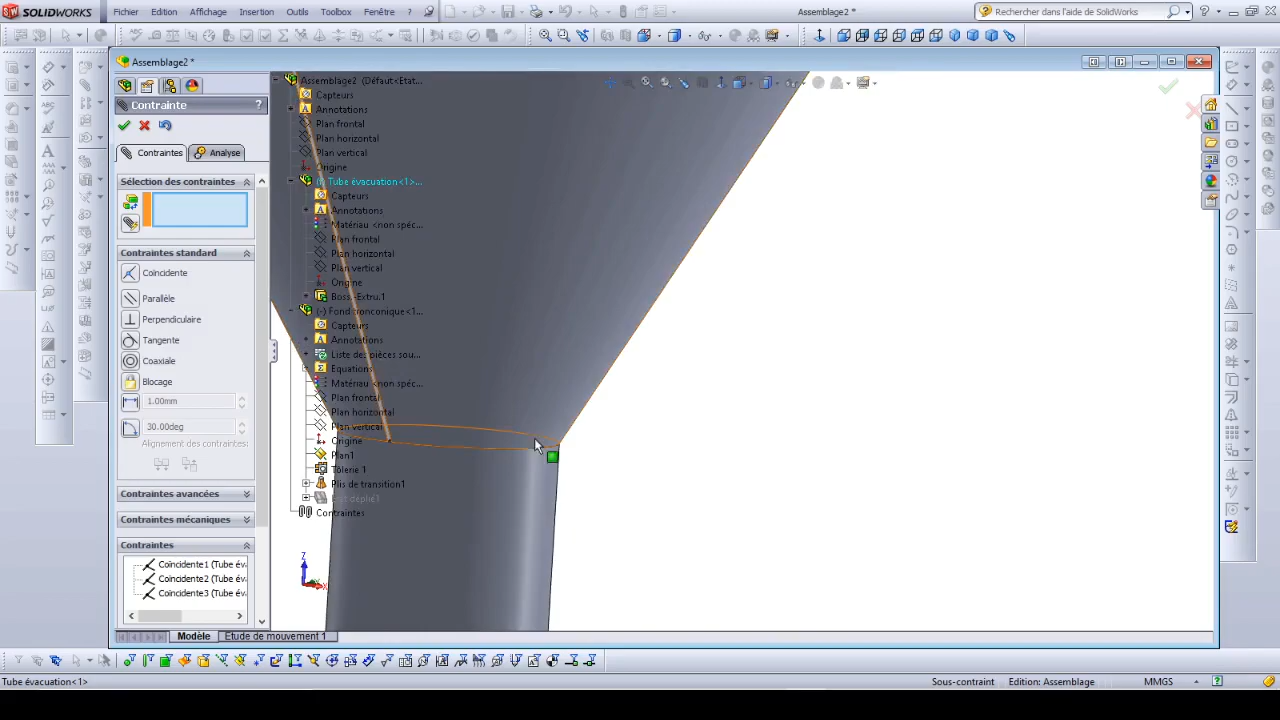 SOLIDWORKS
Fichier Edition Affichage Insertion Outils Toolbox Fenêtre ?
Assemblage2 *
Rechercher dans l'aide de SolidWorks
Assemblage2 *
Contrainte ?
Contraintes
Analyse
Sélection des contraintes
Contraintes standard
Coïncidente
Parallèle
Perpendiculaire
Tangente
Coaxiale
Blocage
1.00mm
30.00deg
Alignement des contraintes:
Contraintes avancées
Contraintes mécaniques
Contraintes
Coïncidente1 (Tube év
Coïncidente2 (Tube év
Coïncidente3 (Tube év
Assemblage2 (Défaut<Etat...
Capteurs
Annotations
Plan frontal
Plan horizontal
Plan vertical
Origine
Tube évacuation<1>...
Capteurs
Annotations
Matériau <non spéc...
Plan frontal
Plan horizontal
Plan vertical
Origine
Boss.-Extru.1
(-) Fond tronconique<1...
Capteurs
Annotations
Liste des pièces sou...
Equations
Matériau <non spéc...
Plan frontal
Plan horizontal
Plan vertical
Origine
Plan1
Tôlerie 1
Plis de transition1
Etat déplié1
Contraintes
Z
X
Modèle
Etude de mouvement 1
Tube évacuation<1>
Sous-contraint
Edition: Assemblage
MMGS